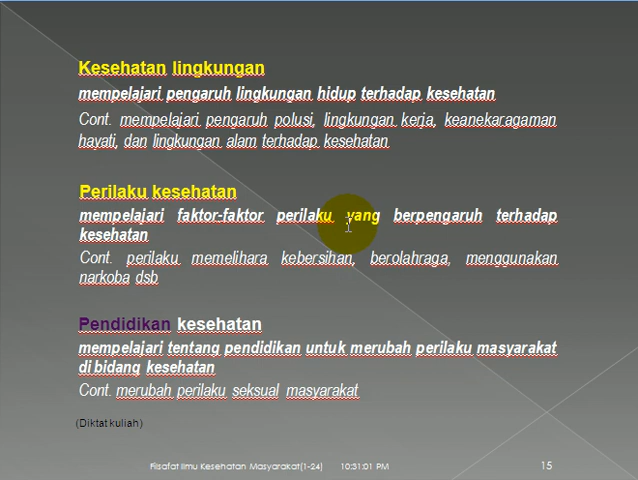 Kesehatan lingkungan
mempelajari pengaruh lingkungan hidup terhadap kesehatan
Cont. mempelajari pengaruh polusi, lingkungan kerja, keanekaragaman
hayati, dan lingkungan alam terhadap kesehatan
Perilaku kesehatan
mempelajari faktor-faktor perilaku yang berpengaruh terhadap
kesehatan
Cont. perilaku memelihara kebersihan, berolahraga, menggunakan
narkoba dsb
Pendidikan kesehatan
mempelajari tentang pendidikan untuk merubah perilaku masyarakat
di bidang kesehatan
Cont. merubah perilaku seksual masyarakat
(Diktat kuliah)
Flisafat Ilmu Kesehatan Masyarakat(1-24) 10:31:01 PM 15